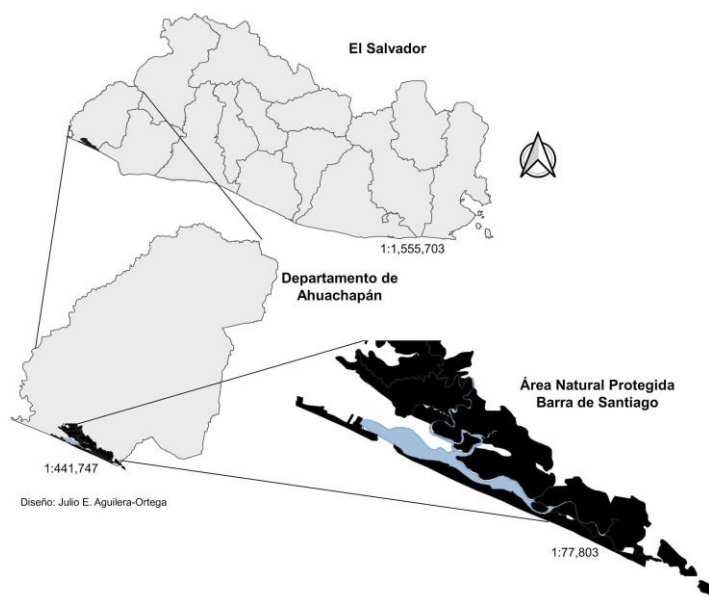 El Salvador
1:1,555,703
Departamento de
Ahuachapán
1:441,747
Área Natural Protegida
Barra de Santiago
1:77,803
Diseño: Julio E. Aguilera-Ortega